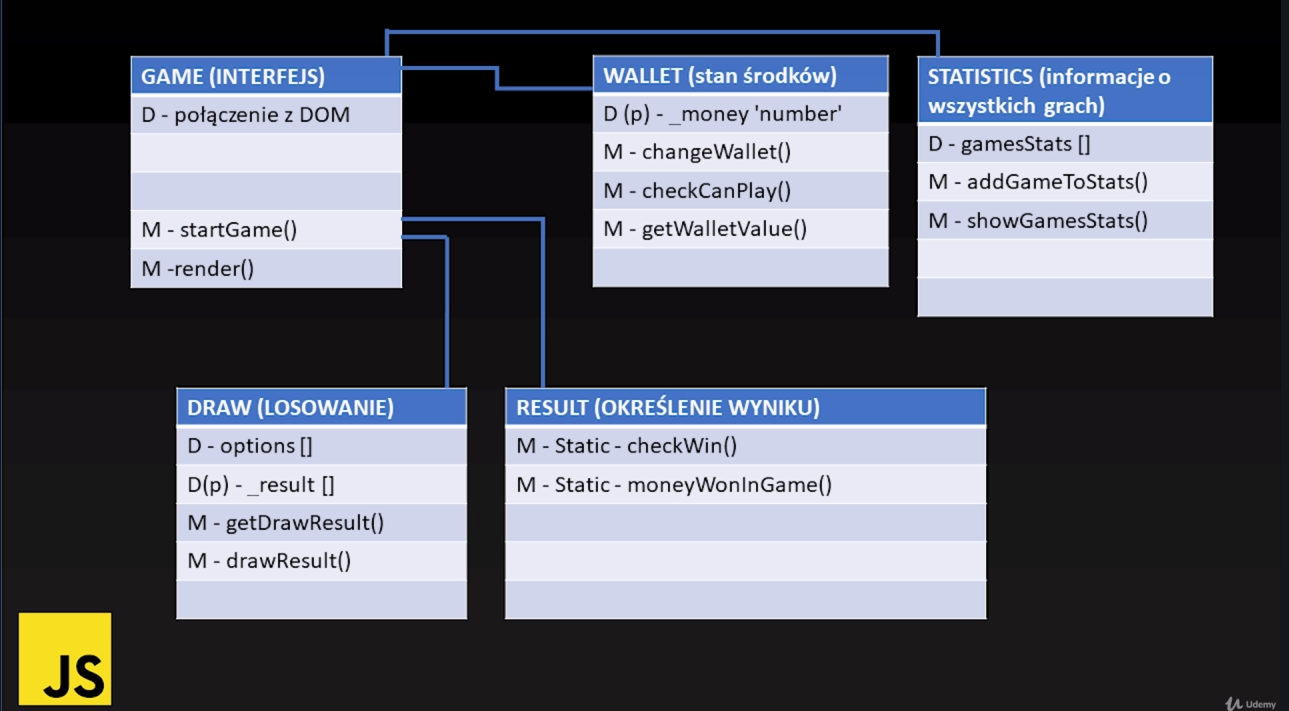 GAME (INTERFEJS)
D - połączenie z DOM
M - startGame()
M -render()
WALLET (stan środków)
D (p) - _money 'number'
M - changeWallet()
M - checkCanPlay()
M - getWalletValue()
STATISTICS (informacje o
wszystkich grach)
D - gamesStats []
M - addGameToStats()
M - showGamesStats()
DRAW (LOSOWANIE)
D - options []
D(p) - _result []
M - getDrawResult()
M - drawResult()
RESULT (OKREŚLENIE WYNIKU)
M - Static - checkWin()
M - Static - moneyWonInGame()
JS
Udemy